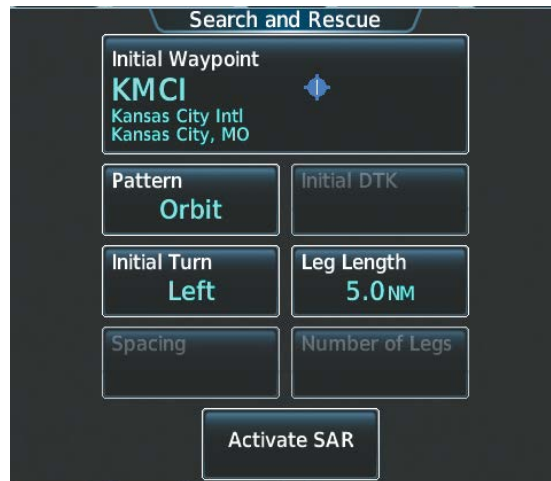 Search and Rescue
Initial Waypoint
KMCI
Kansas City Intl
Kansas City, MO
Pattern
Orbit
Initial DTK
Initial Turn
Left
Leg Length
5.0NM
Spacing
Number of Legs
Activate SAR